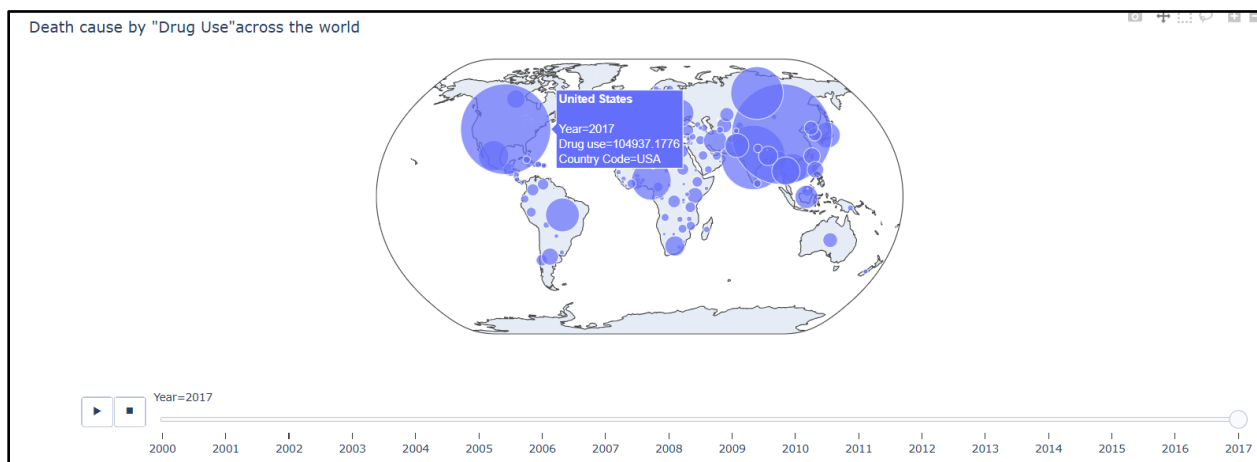 Death cause by "Drug Use"across the world
United States
Year=2017
Drug use=104937.1776
Country Code=USA
Year=2017
2000 2001 2002 2003 2004 2005 2006 2007 2008 2009 2010 2011 2012 2013 2014 2015 2016 2017